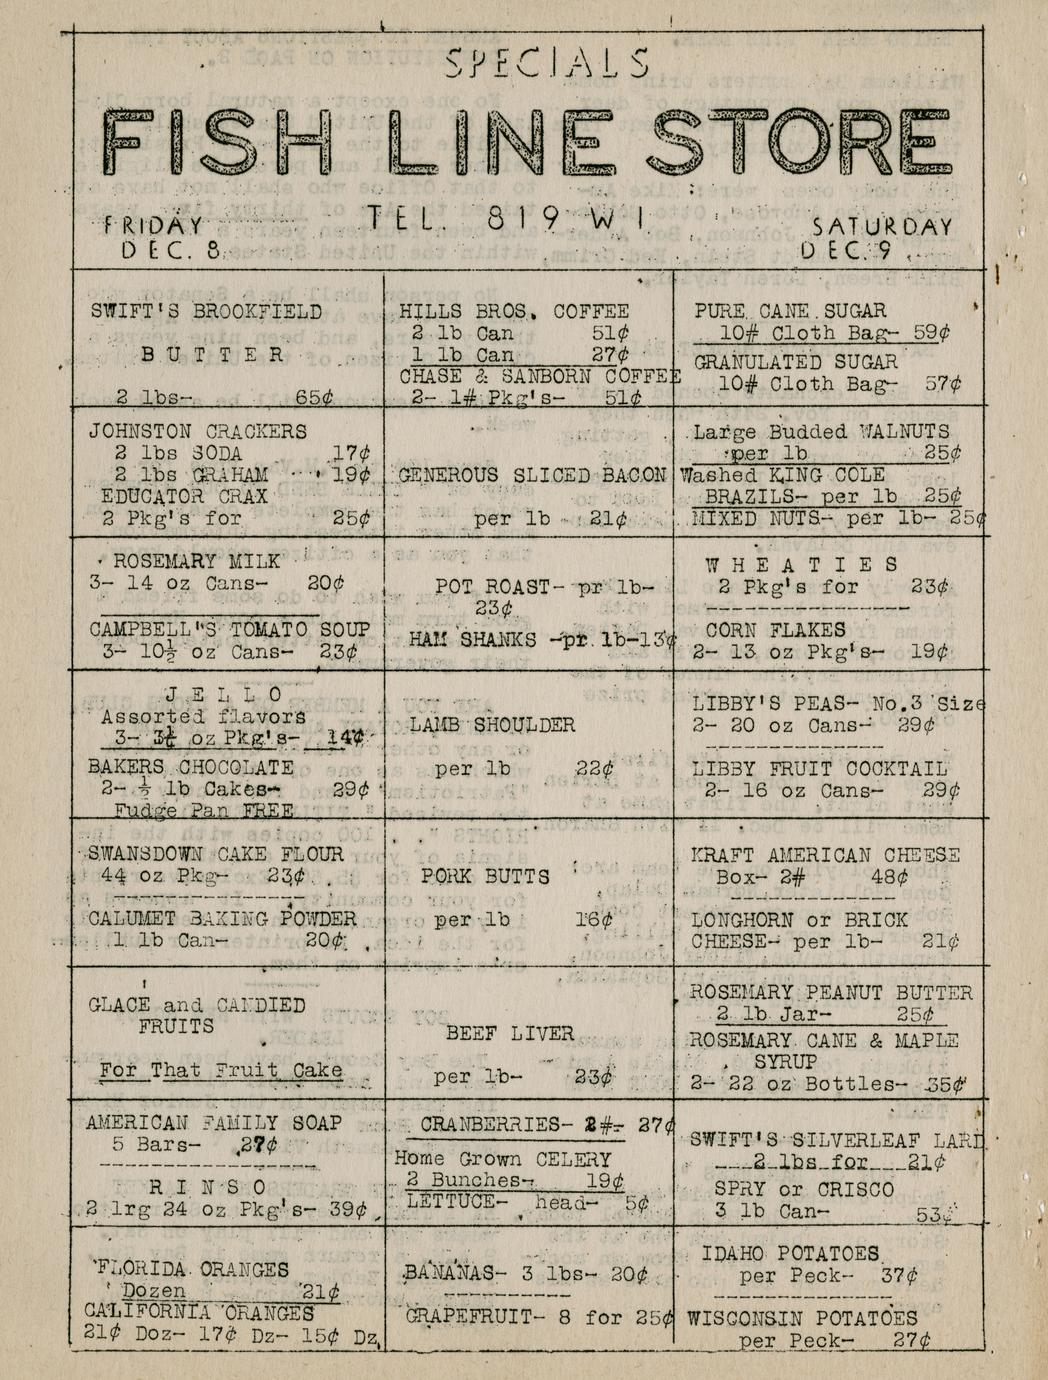 SPECIALS
FISH LINE STORE
TEL. 819 W 1
FRIDAY
DEC. 8
SATURDAY
DEC. 9
SWIFT'S BROOKFIELD
B U T T E R
2 lbs- 65¢
HILLS BROS. COFFEE
2 lb Can 51¢
1 lb Can 27¢
CHASE & SANBORN COFFEE
2- 1# Pkg's- 51¢
PURE CANE SUGAR
10# Cloth Bag- 59¢
GRANULATED SUGAR
10# Cloth Bag- 57¢
JOHNSTON CRACKERS
2 lbs SODA .17¢
2 lbs GRAHAM 19¢
EDUCATOR CRAX
2 Pkg's for 25¢
GENEROUS SLICED BACON
per lb 21¢
Large Budded WALNUTS
per lb 25¢
Washed KING COLE
BRAZILS- per lb 25¢
MIXED NUTS- per lb- 25¢
ROSEMARY MILK
3- 14 oz Cans- 20¢
CAMPBELL"S TOMATO SOUP
3- 10½ oz Cans- 23¢
POT ROAST- pr lb-
23¢
HAM SHANKS -pr lb-13¢
W H E A T I E S
2 Pkg's for 23¢
CORN FLAKES
2- 13 oz Pkg's- 19¢
J E L L O
Assorted flavors
3- oz Pkg's- 14¢
BAKERS CHOCOLATE
2- ½ lb Cakes- 29¢
Fudge Pan FREE
LAMB SHOULDER
per lb 22¢
LIBBY'S PEAS- No.3 Size
2- 20 oz Cans- 29¢
LIBBY FRUIT COCKTAIL
2- 16 oz Cans- 29¢
SWANSDOWN CAKE FLOUR
44 oz Pkg- 23¢
CALUMET BAKING POWDER
1 lb Can- 20¢
PORK BUTTS
per lb 16¢
KRAFT AMERICAN CHEESE
Box- 2# 48¢
LONGHORN or BRICK
CHEESE- per lb- 21¢
GLACE and CANDIED
FRUITS
For That Fruit Cake
BEEF LIVER
per lb- 23¢
ROSEMARY PEANUT BUTTER
2 lb Jar- 25¢
ROSEMARY CANE & MAPLE
SYRUP
2- 22 oz Bottles- 35¢
AMERICAN FAMILY SOAP
5 Bars- 27¢
R I N S O
2 lrg 24 oz Pkg's- 39¢
CRANBERRIES- 2#- 27¢
Home Grown CELERY
2 Bunches- 19¢
LETTUCE- head- 5¢
SWIFT'S SILVERLEAF LARD
2 lbs for 21¢
SPRY or CRISCO
3 lb Can- 53¢
FLORIDA ORANGES
Dozen 21¢
CALIFORNIA ORANGES
21¢ Doz- 17¢ Dz- 15¢ Dz
BANANAS- 3 lbs- 20¢
GRAPEFRUIT- 8 for 25¢
IDAHO POTATOES
per Peck- 37¢
WISCONSIN POTATOES
per Peck- 27¢